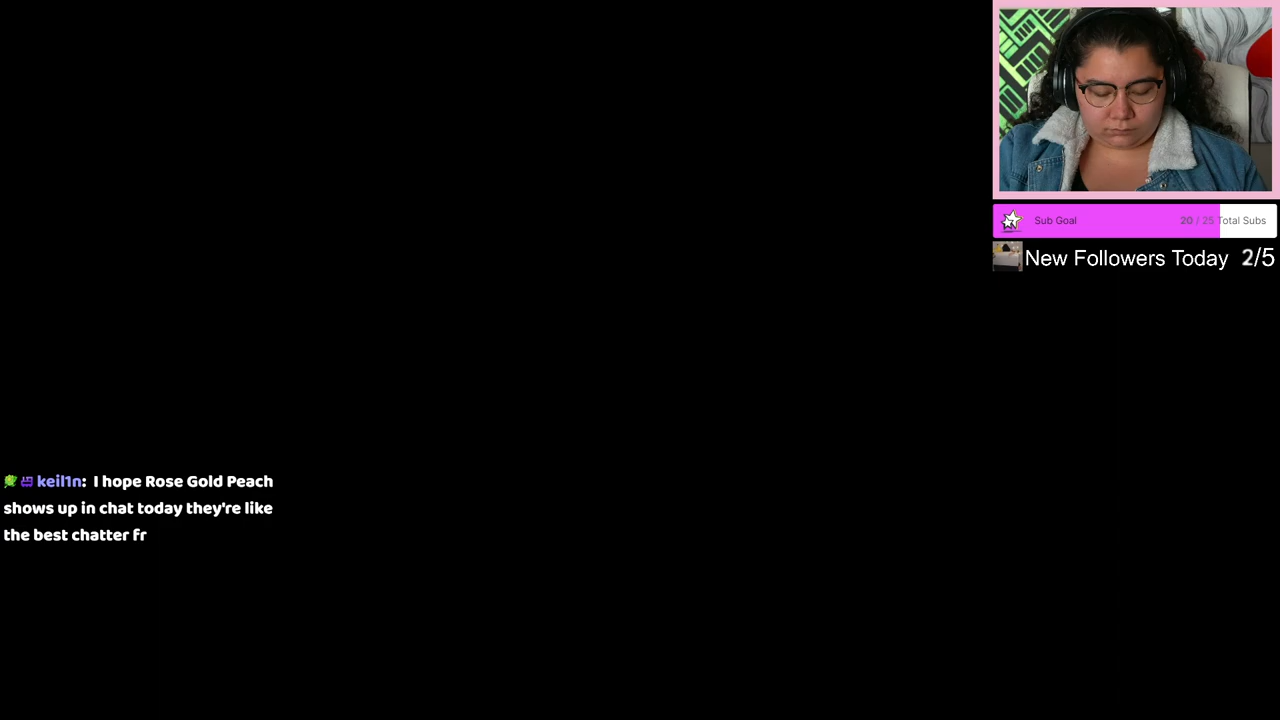 Sub Goal 20 / 25 Total Subs
New Followers Today 2/5
keil1n: I hope Rose Gold Peach
shows up in chat today they're like
the best chatter fr